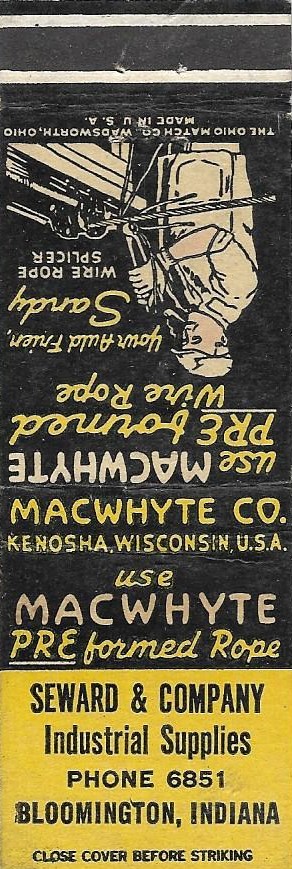 THE OHIO MATCH CO. WADSWORTH, OHIO
MADE IN U. S. A.
WIRE ROPE
SPLICER
Your Auld Frien,
Sandy
use MACWHYTE
PRE formed
Wire Rope
MACWHYTE CO.
KENOSHA, WISCONSIN, U.S.A.
use
MACWHYTE
PRE formed Rope
SEWARD & COMPANY
Industrial Supplies
PHONE 6851
BLOOMINGTON, INDIANA
CLOSE COVER BEFORE STRIKING